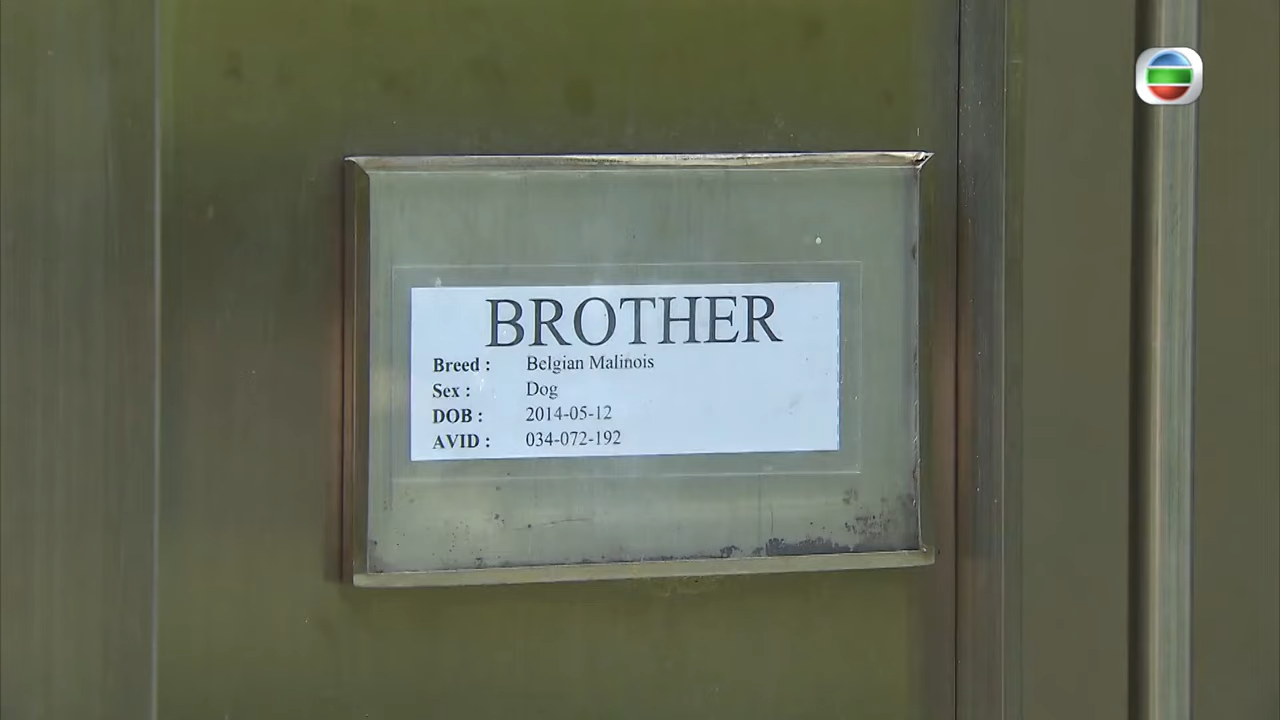 BROTHER
Breed : Belgian Malinois
Sex : Dog
DOB : 2014-05-12
AVID : 034-072-192